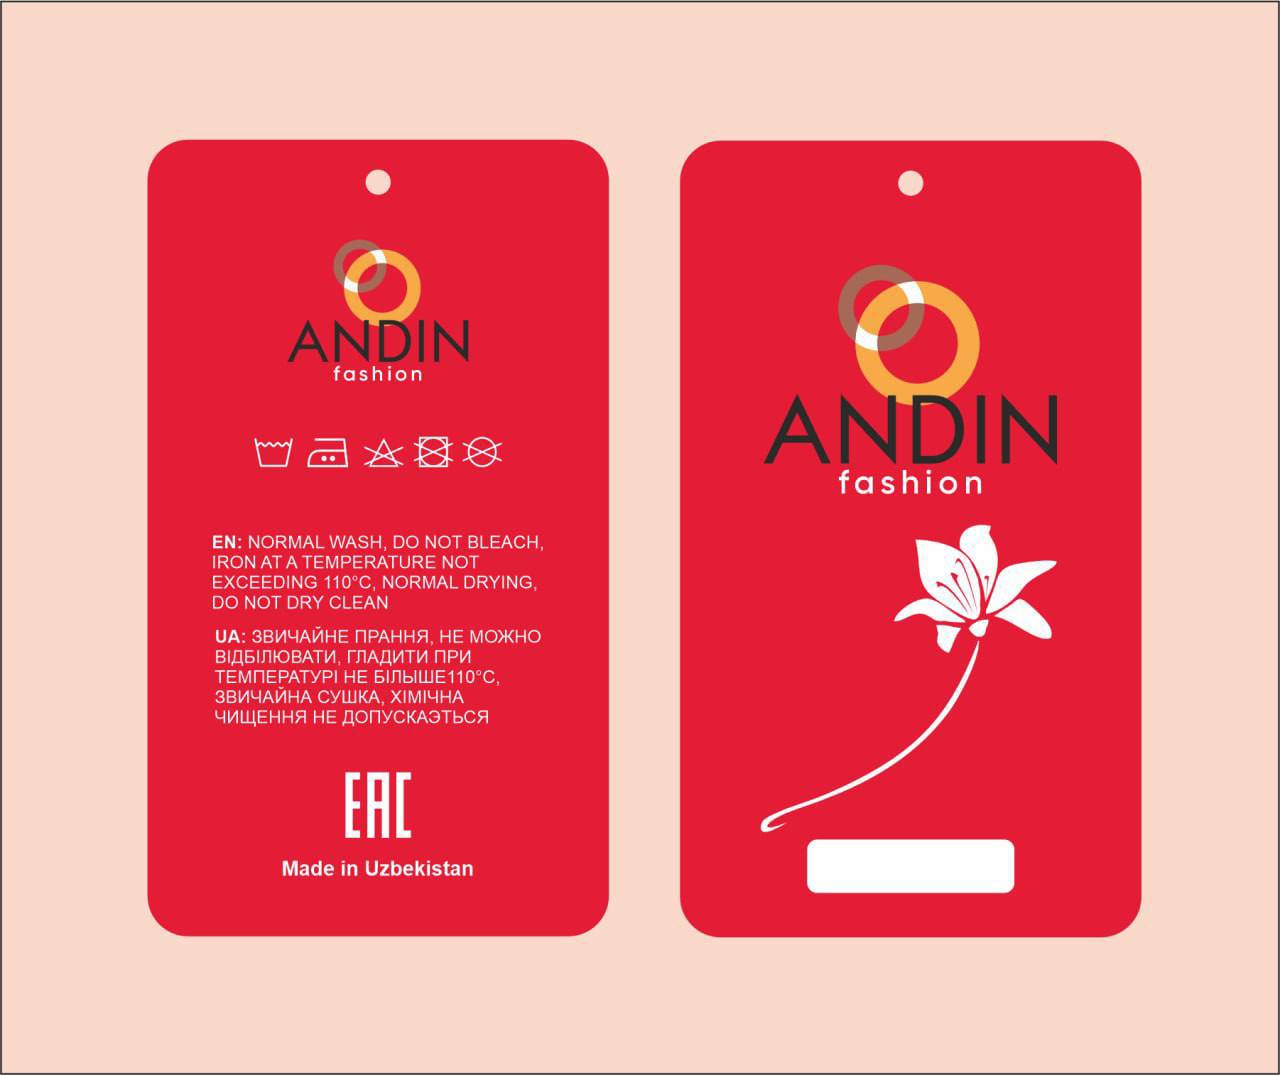 ANDIN
fashion
EN: NORMAL WASH, DO NOT BLEACH,
IRON AT A TEMPERATURE NOT
EXCEEDING 110°C, NORMAL DRYING,
DO NOT DRY CLEAN
UA: ЗВИЧАЙНЕ ПРАННЯ, НЕ МОЖНО
ВІДБІЛЮВАТИ, ГЛАДИТИ ПРИ
ТЕМПЕРАТУРІ НЕ БІЛЫШЕ110°С,
ЗВИЧАЙНА СУШКА, ХІМІЧНА
ЧИЩЕННЯ НЕ ДОПУСКАЭТЬСЯ
EAC
Made in Uzbekistan
ANDIN
fashion